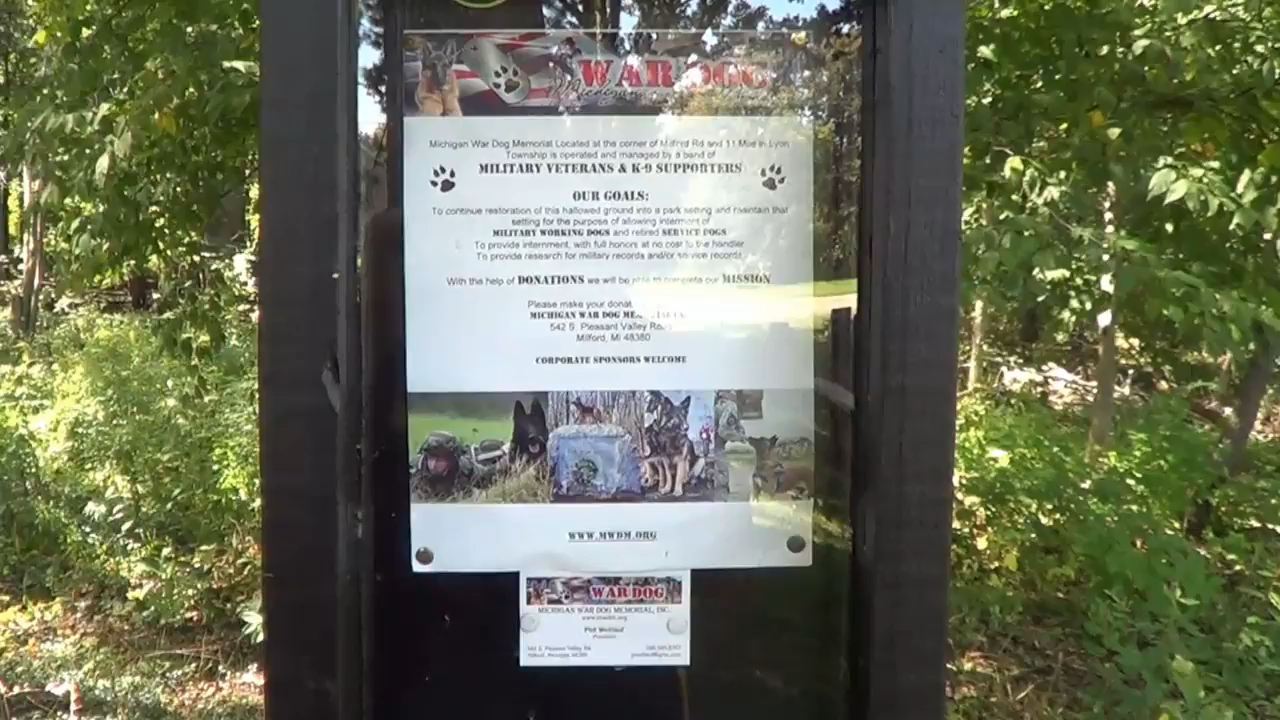 WAR DOG
Michigan
Michigan War Dog Memorial Located at the corner of Milford Rd and 11 Mile in Lyon
Township is operated and managed by a band of
MILITARY VETERANS & K-9 SUPPORTERS
OUR GOALS:
To continue restoration of this hallowed ground into a park setting and maintain that
setting for the purpose of allowing interment of
MILITARY WORKING DOGS and retired SERVICE DOGS
To provide internment, with full honors at no cost to the handler
To provide research for military records and/or service records
With the help of DONATIONS we will be able to complete our MISSION
Please make your donat
MICHIGAN WAR DOG
542 S. Pleasant Valley Rd
Milford, MI 48380
CORPORATE SPONSORS WELCOME
WWW.MWDM.ORG
WAR DOG
MICHIGAN WAR DOG MEMORIAL, INC.
www.mwdm.org
Phil
President
542 S. Pleasant Valley Rd
Milford, Michigan 48380